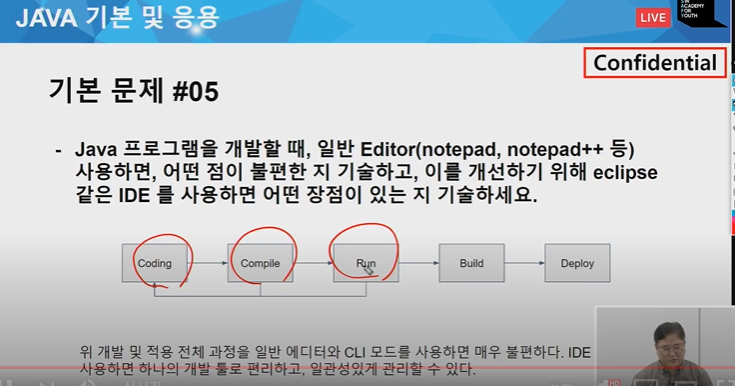 JAVA 기본 및 응용
LIVE
SW
ACADEMY
FOR
YOUTH
Confidential
기본 문제 #05
- Java 프로그램을 개발할 때, 일반 Editor(notepad, notepad++ 등)
사용하면, 어떤 점이 불편한 지 기술하고, 이를 개선하기 위해 eclipse
같은 IDE 를 사용하면 어떤 장점이 있는 지 기술하세요.
Coding
Compile
Run
Build
Deploy
위 개발 및 적용 전체 과정을 일반 에디터와 CLI 모드를 사용하면 매우 불편하다. IDE
사용하면 하나의 개발 툴로 편리하고, 일관성있게 관리할 수 있다.
HD